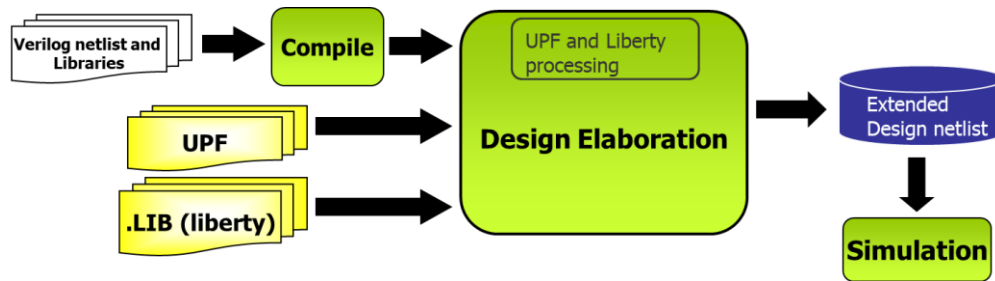 Verilog netlist and
Libraries
Compile
UPF and Liberty
processing
UPF
Design Elaboration
Extended
Design netlist
.LIB (liberty)
Simulation